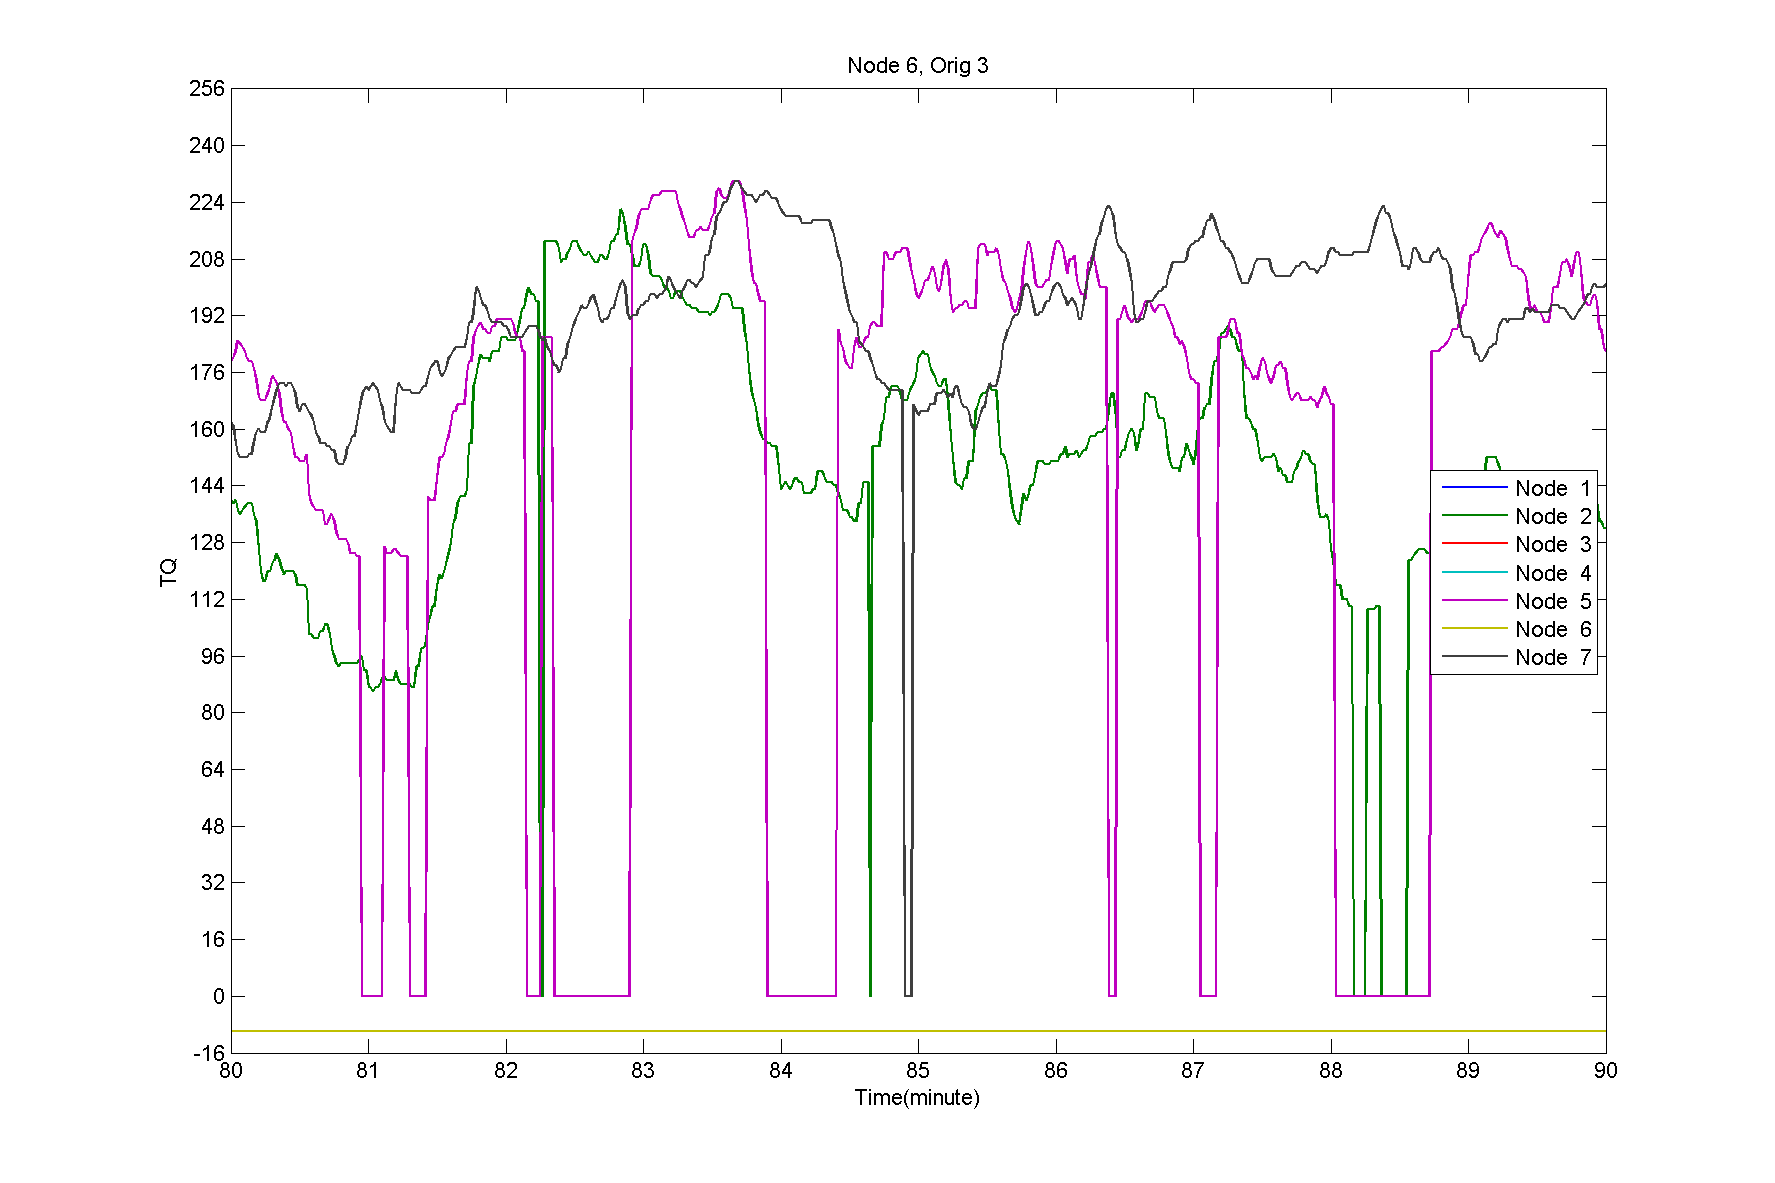 Node 6, Orig 3
256
240
224
208
192
176
160
144
128
112
96
80
64
48
32
16
0
-16
TQ
Node 1
Node 2
Node 3
Node 4
Node 5
Node 6
Node 7
80 81 82 83 84 85 86 87 88 89 90
Time(minute)